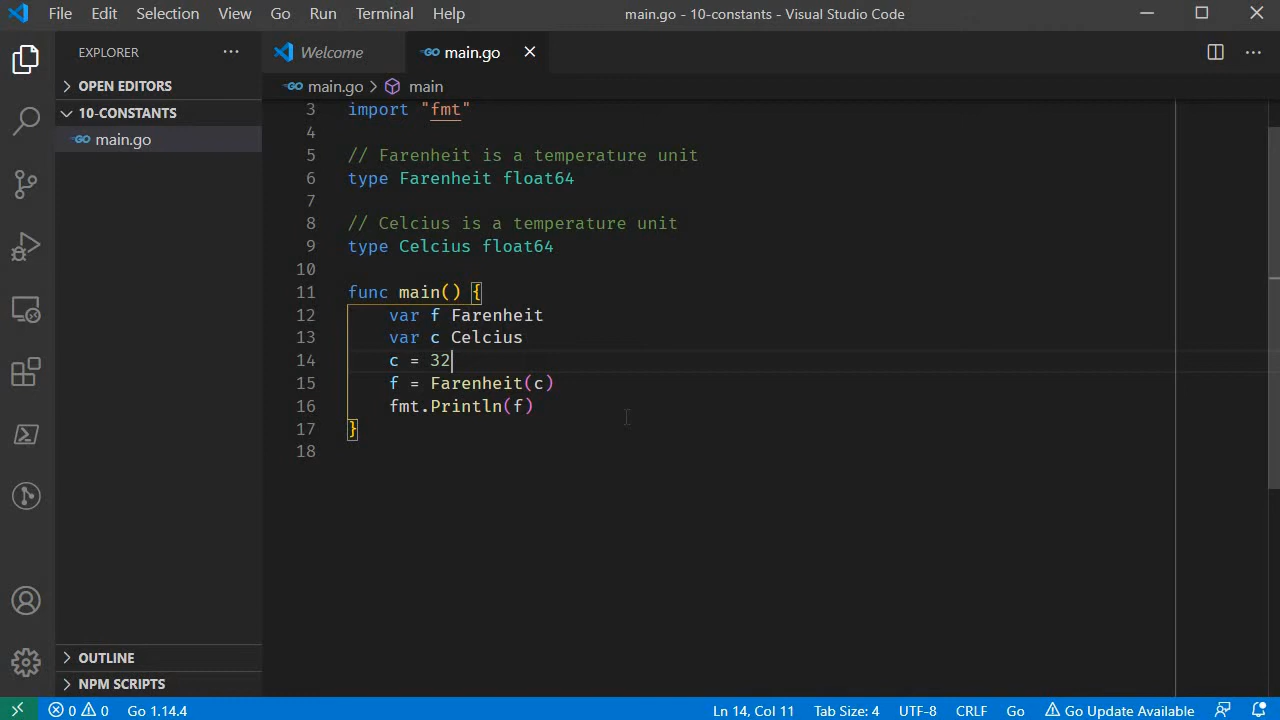 File Edit Selection View Go Run Terminal Help main.go - 10-constants - Visual Studio Code
EXPLORER ··· Welcome main.go
OPEN EDITORS
10-CONSTANTS
main.go
main.go > main
3 import "fmt"
4
5 // Farenheit is a temperature unit
6 type Farenheit float64
7
8 // Celcius is a temperature unit
9 type Celcius float64
10
11 func main() {
12 var f Farenheit
13 var c Celcius
14 c = 32
15 f = Farenheit(c)
16 fmt.Println(f)
17 }
18
OUTLINE
NPM SCRIPTS
0 0 Go 1.14.4 Ln 14, Col 11 Tab Size: 4 UTF-8 CRLF Go Go Update Available